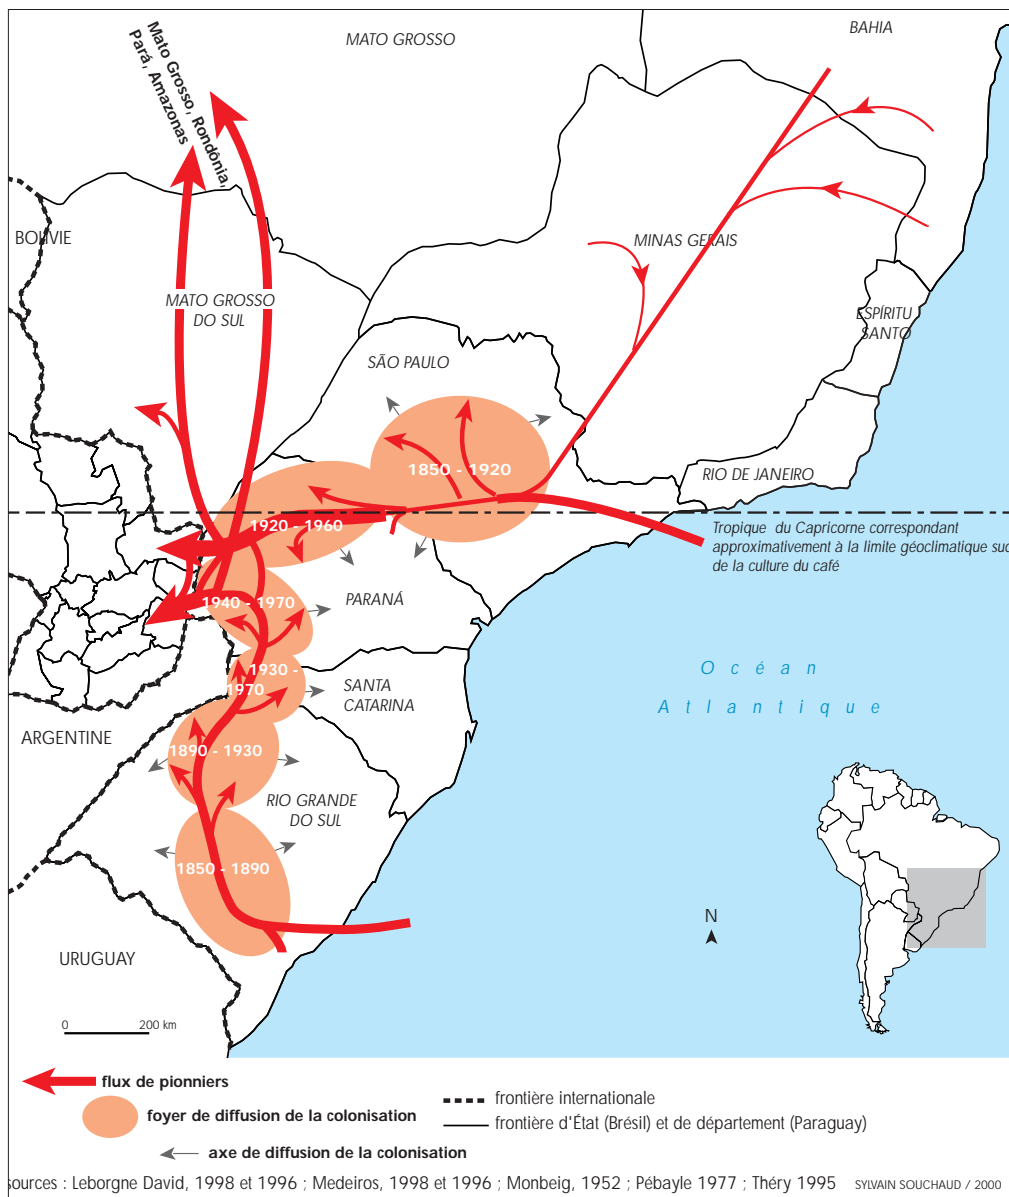 BAHIA
MATO GROSSO
Mato Grosso, Rondônia,
Pará, Amazonas
BOLIVIE
MINAS GERAIS
MATO GROSSO
DO SUL
ESPÍRITU
SANTO
SÃO PAULO
1850 - 1920
RIO DE JANEIRO
1920 - 1960
Tropique du Capricorne correspondant
approximativement à la limite géoclimatique sud
de la culture du café
1940 - 1970
PARANÁ
1930 -
1970
SANTA
CATARINA
Océan
Atlantique
ARGENTINE
1890 - 1930
RIO GRANDE
DO SUL
1850 - 1890
N
URUGUAY
0 200 km
flux de pionniers
foyer de diffusion de la colonisation
axe de diffusion de la colonisation
frontière internationale
frontière d'État (Brésil) et de département (Paraguay)
sources : Leborgne David, 1998 et 1996 ; Medeiros, 1998 et 1996 ; Monbeig, 1952 ; Pébayle 1977 ; Théry 1995 SYLVAIN SOUCHAUD / 2000